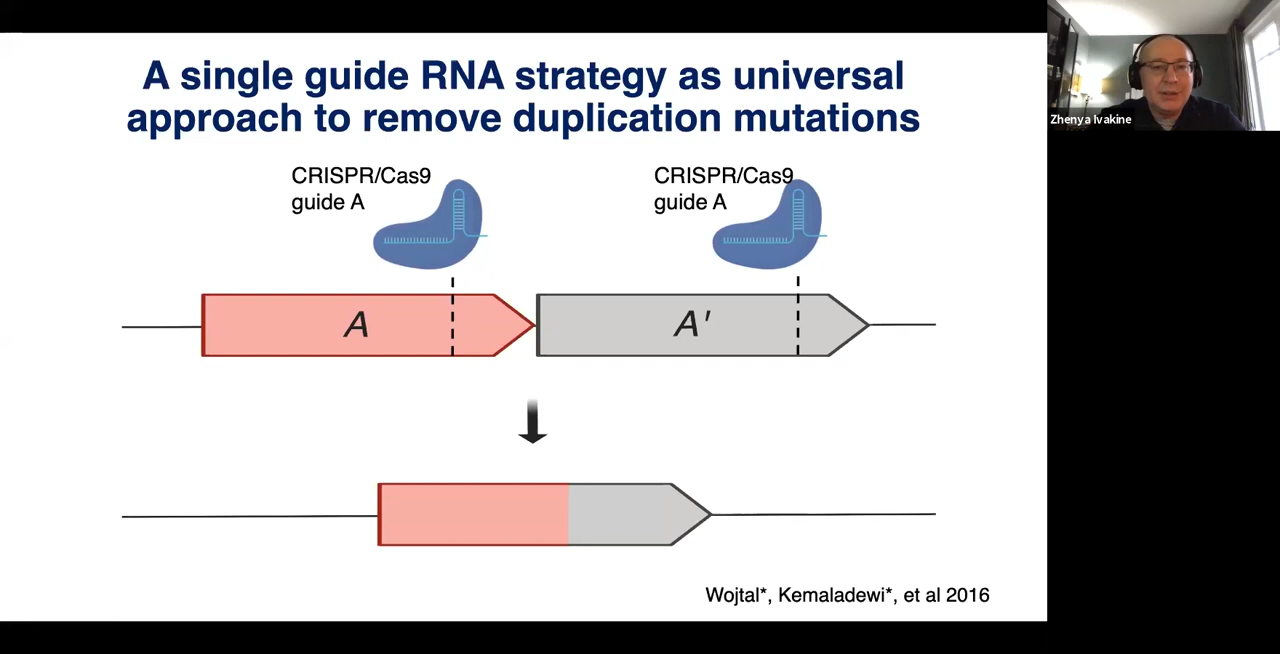 A single guide RNA strategy as universal
approach to remove duplication mutations
CRISPR/Cas9
guide A
CRISPR/Cas9
guide A
A
A'
Wojtal*, Kemaladewi*, et al 2016
Zhenya Ivakine